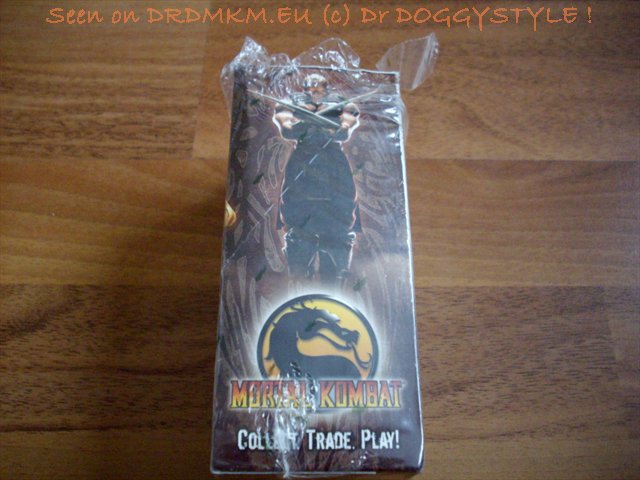 Seen on DRDMKM.EU (c) Dr DOGGYSTYLE !
MORTAL KOMBAT
COLLECT. TRADE. PLAY!